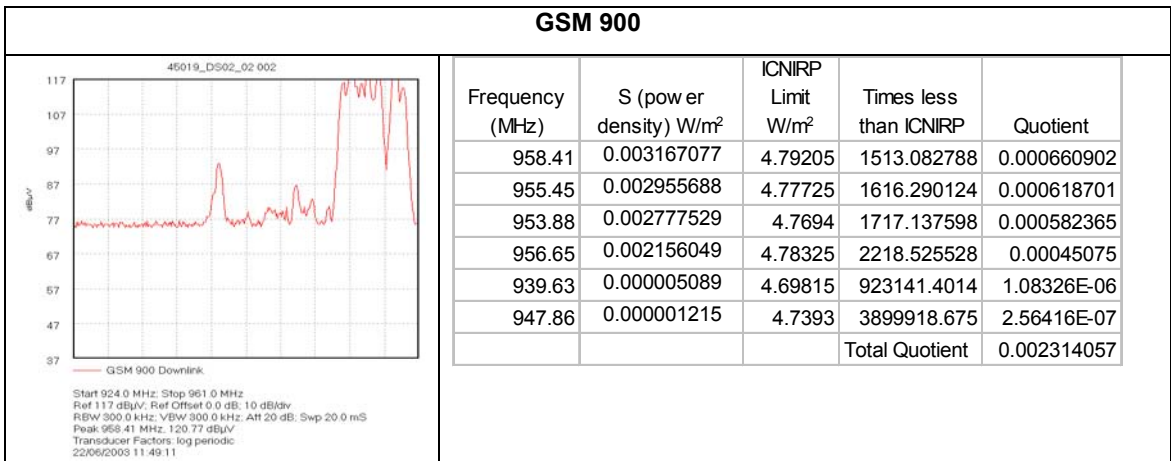 GSM 900
45019_DS02_02 002
117
107
97
87
77
67
57
47
37
dBµV
GSM 900 Downlink
Start 924.0 MHz; Stop 961.0 MHz
Ref 117 dBµV; Ref Offset 0.0 dB; 10 dB/div
RBW 300.0 kHz; VBW 300.0 kHz; Att 20 dB; Swp 20.0 mS
Peak 958.41 MHz, 120.77 dBµV
Transducer Factors: log periodic
22/06/2003 11:49:11
Frequency (MHz) S (power density) W/m² ICNIRP Limit W/m² Times less than ICNIRP Quotient
958.41 0.003167077 4.79205 1513.082788 0.000660902
955.45 0.002955688 4.77725 1616.290124 0.000618701
953.88 0.002777529 4.7694 1717.137598 0.000582365
956.65 0.002156049 4.78325 2218.525528 0.00045075
939.63 0.000005089 4.69815 923141.4014 1.08326E-06
947.86 0.000001215 4.7393 3899918.675 2.56416E-07
Total Quotient 0.002314057